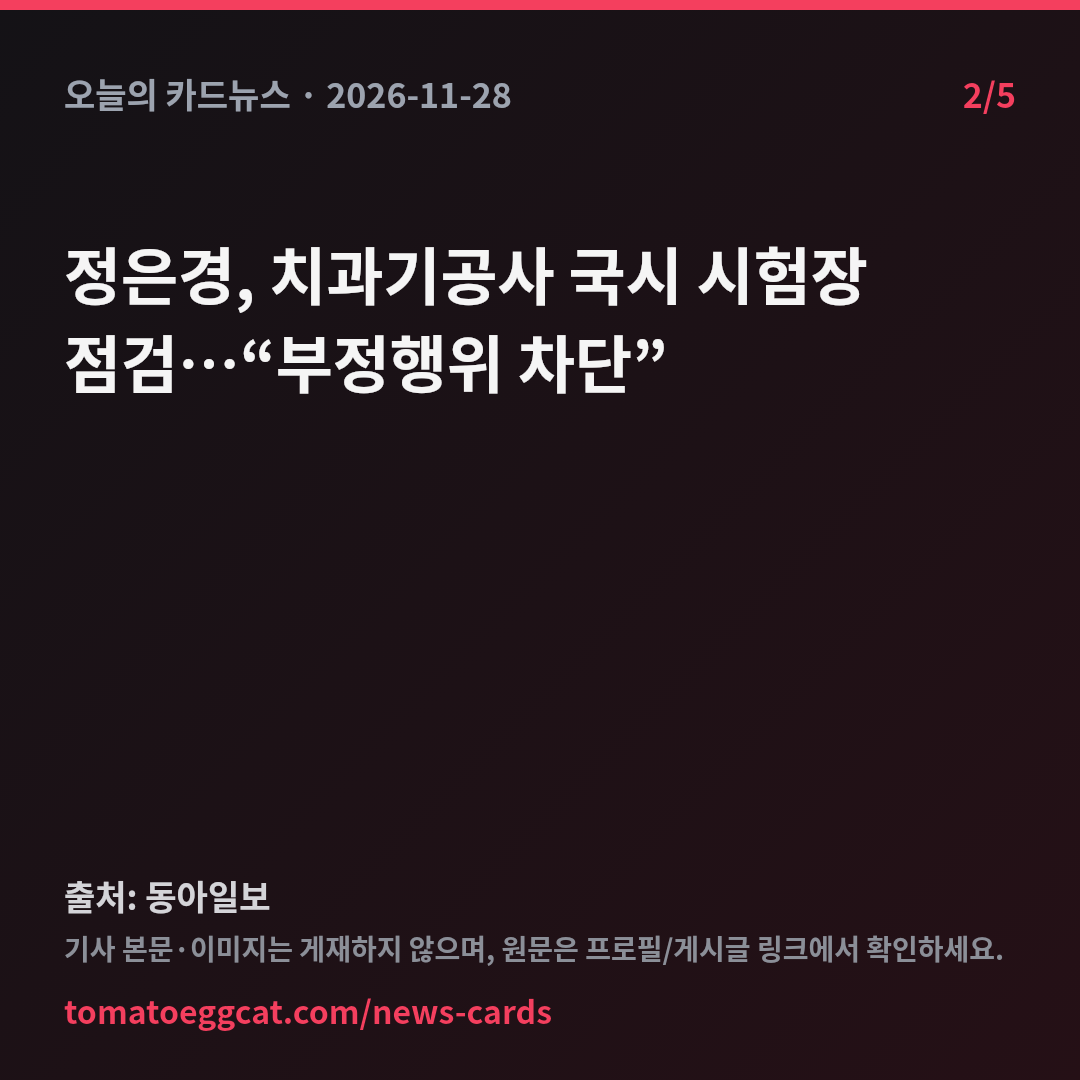 오늘의 카드뉴스 · 2026-11-28
2/5
정은경, 치과기공사 국시 시험장
점검…“부정행위 차단”
출처: 동아일보
기사 본문·이미지는 게재하지 않으며, 원문은 프로필/게시글 링크에서 확인하세요.
tomatoeggcat.com/news-cards